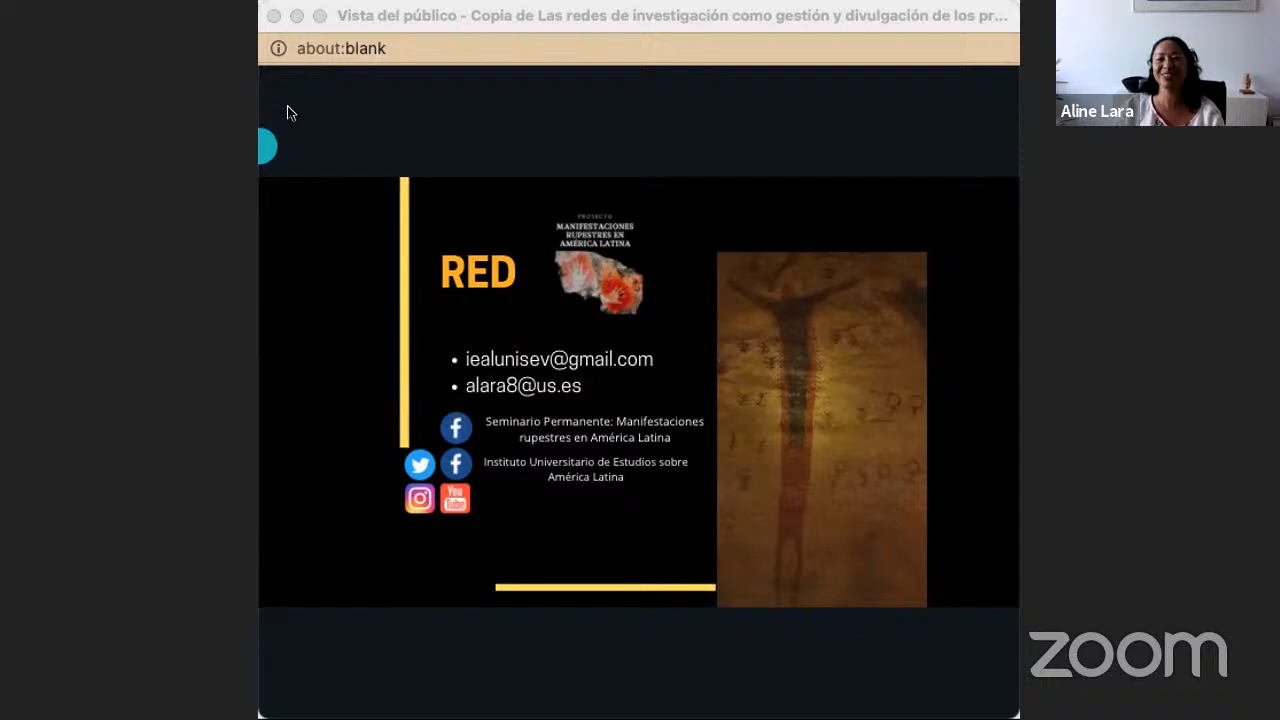 Vista del público - Copia de Las redes de investigación como gestión y divulgación de los pr...
about:blank
Aline Lara
PROYECTO
MANIFESTACIONES
RUPESTRES EN
AMÉRICA LATINA
RED
• iealunisev@gmail.com
• alara8@us.es
Seminario Permanente: Manifestaciones
rupestres en América Latina
Instituto Universitario de Estudios sobre
América Latina
You
Tube
zoom